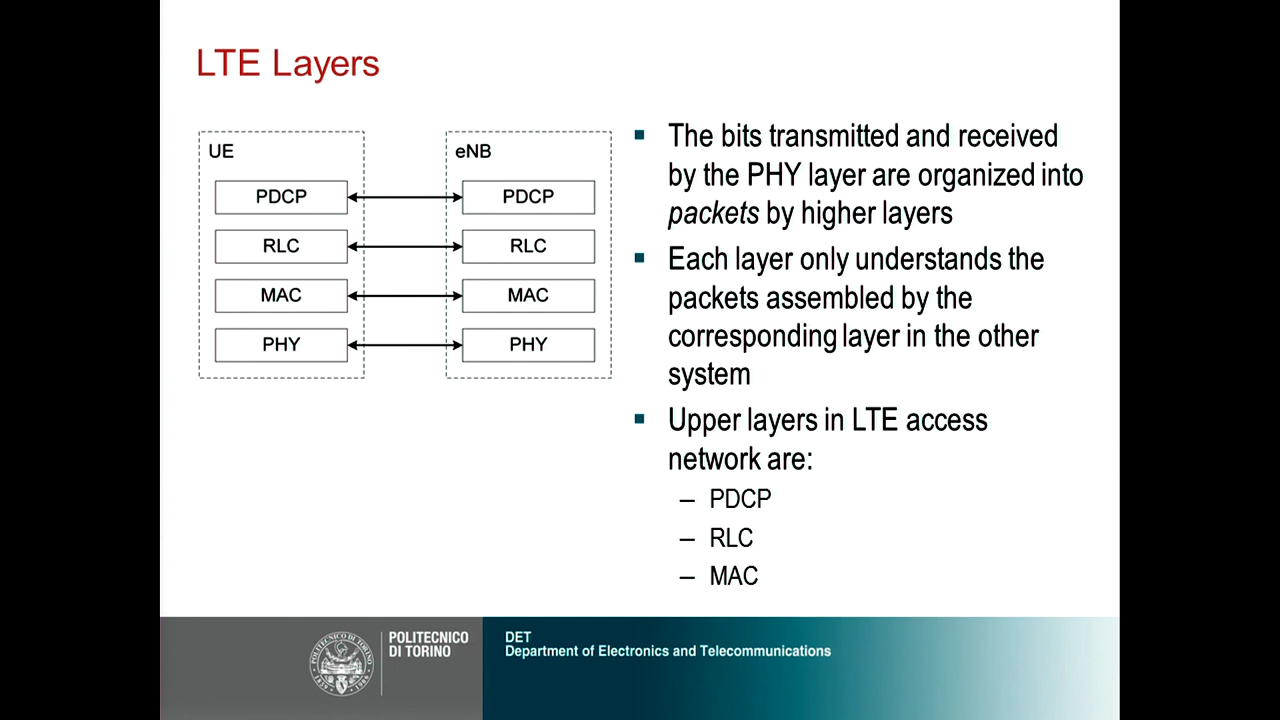 LTE Layers
UE
PDCP
RLC
MAC
PHY
eNB
PDCP
RLC
MAC
PHY
The bits transmitted and received
by the PHY layer are organized into
packets by higher layers
Each layer only understands the
packets assembled by the
corresponding layer in the other
system
Upper layers in LTE access
network are:
– PDCP
– RLC
– MAC
POLITECNICO
DI TORINO
DET
Department of Electronics and Telecommunications